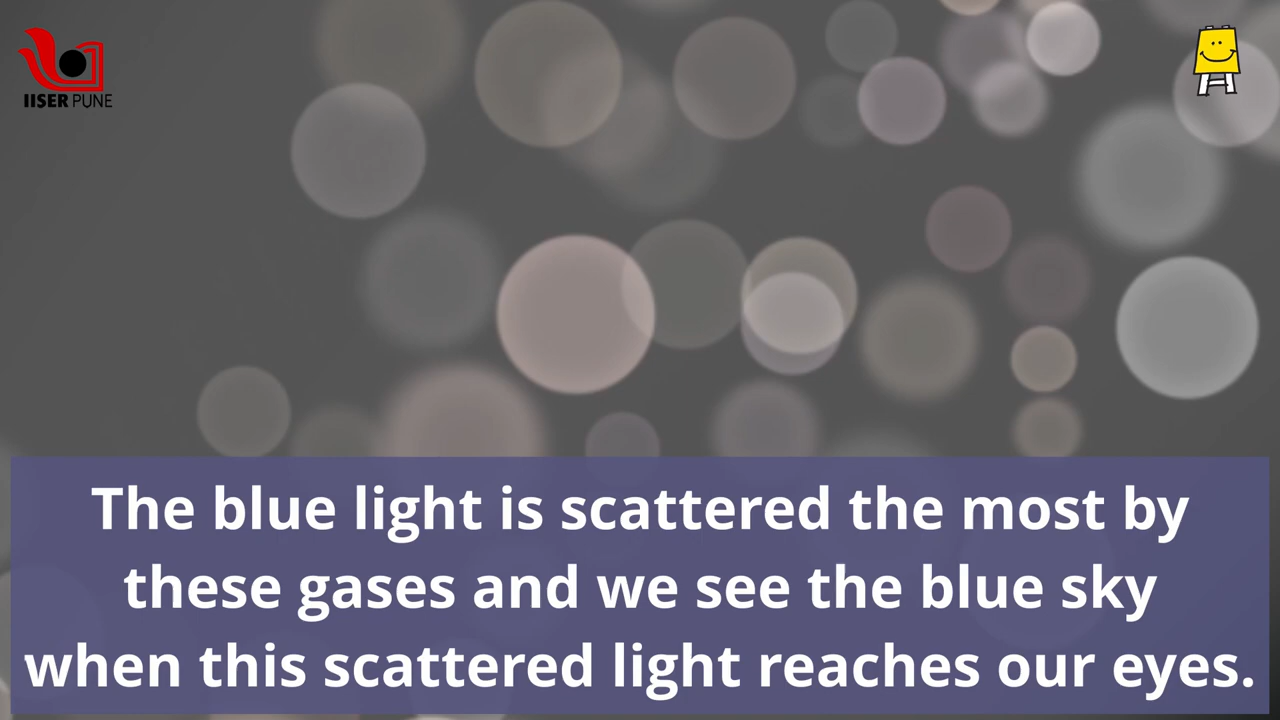 IISER PUNE
The blue light is scattered the most by
these gases and we see the blue sky
when this scattered light reaches our eyes.